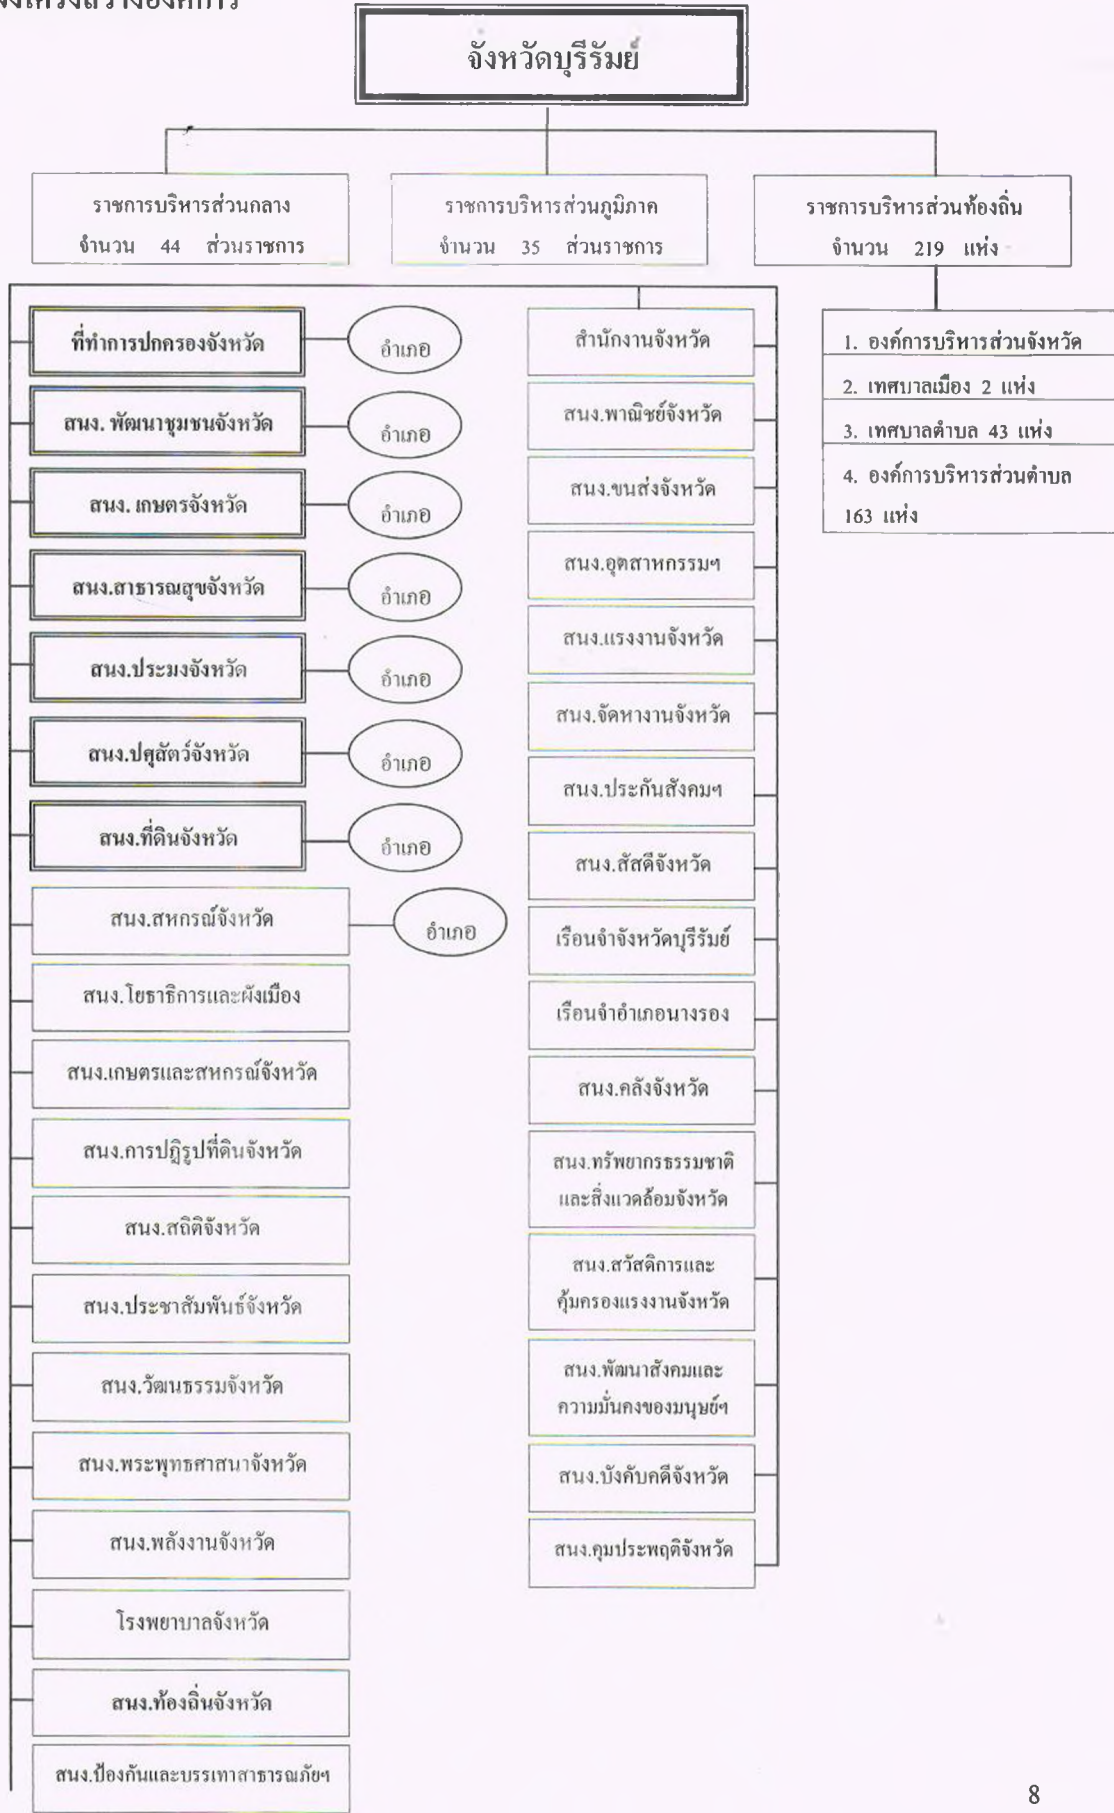 จังหวัดบุรีรัมย์
ราชการบริหารส่วนกลาง
จำนวน 44 ส่วนราชการ
ราชการบริหารส่วนภูมิภาค
จำนวน 35 ส่วนราชการ
ราชการบริหารส่วนท้องถิ่น
จำนวน 219 แห่ง
1. องค์การบริหารส่วนจังหวัด
2. เทศบาลเมือง 2 แห่ง
3. เทศบาลตำบล 43 แห่ง
4. องค์การบริหารส่วนตำบล
163 แห่ง
ที่ทำการปกครองจังหวัด
อำเภอ
สนง. พัฒนาชุมชนจังหวัด
อำเภอ
สนง. เกษตรจังหวัด
อำเภอ
สนง.สาธารณสุขจังหวัด
อำเภอ
สนง.ประมงจังหวัด
อำเภอ
สนง.ปศุสัตว์จังหวัด
อำเภอ
สนง.ที่ดินจังหวัด
อำเภอ
สนง.สหกรณ์จังหวัด
อำเภอ
สนง.โยธาธิการและผังเมือง
สนง.เกษตรและสหกรณ์จังหวัด
สนง.การปฏิรูปที่ดินจังหวัด
สนง.สถิติจังหวัด
สนง.ประชาสัมพันธ์จังหวัด
สนง.วัฒนธรรมจังหวัด
สนง.พระพุทธศาสนาจังหวัด
สนง.พลังงานจังหวัด
โรงพยาบาลจังหวัด
สนง.ท้องถิ่นจังหวัด
สนง.ป้องกันและบรรเทาสาธารณภัยฯ
สำนักงานจังหวัด
สนง.พาณิชย์จังหวัด
สนง.ขนส่งจังหวัด
สนง.อุตสาหกรรมฯ
สนง.แรงงานจังหวัด
สนง.จัดหางานจังหวัด
สนง.ประกันสังคมฯ
สนง.สัสดีจังหวัด
เรือนจำจังหวัดบุรีรัมย์
เรือนจำอำเภอนางรอง
สนง.คลังจังหวัด
สนง.ทรัพยากรธรรมชาติ
และสิ่งแวดล้อมจังหวัด
สนง.สวัสดิการและ
คุ้มครองแรงงานจังหวัด
สนง.พัฒนาสังคมและ
ความมั่นคงของมนุษย์ฯ
สนง.บังคับคดีจังหวัด
สนง.คุมประพฤติจังหวัด
8